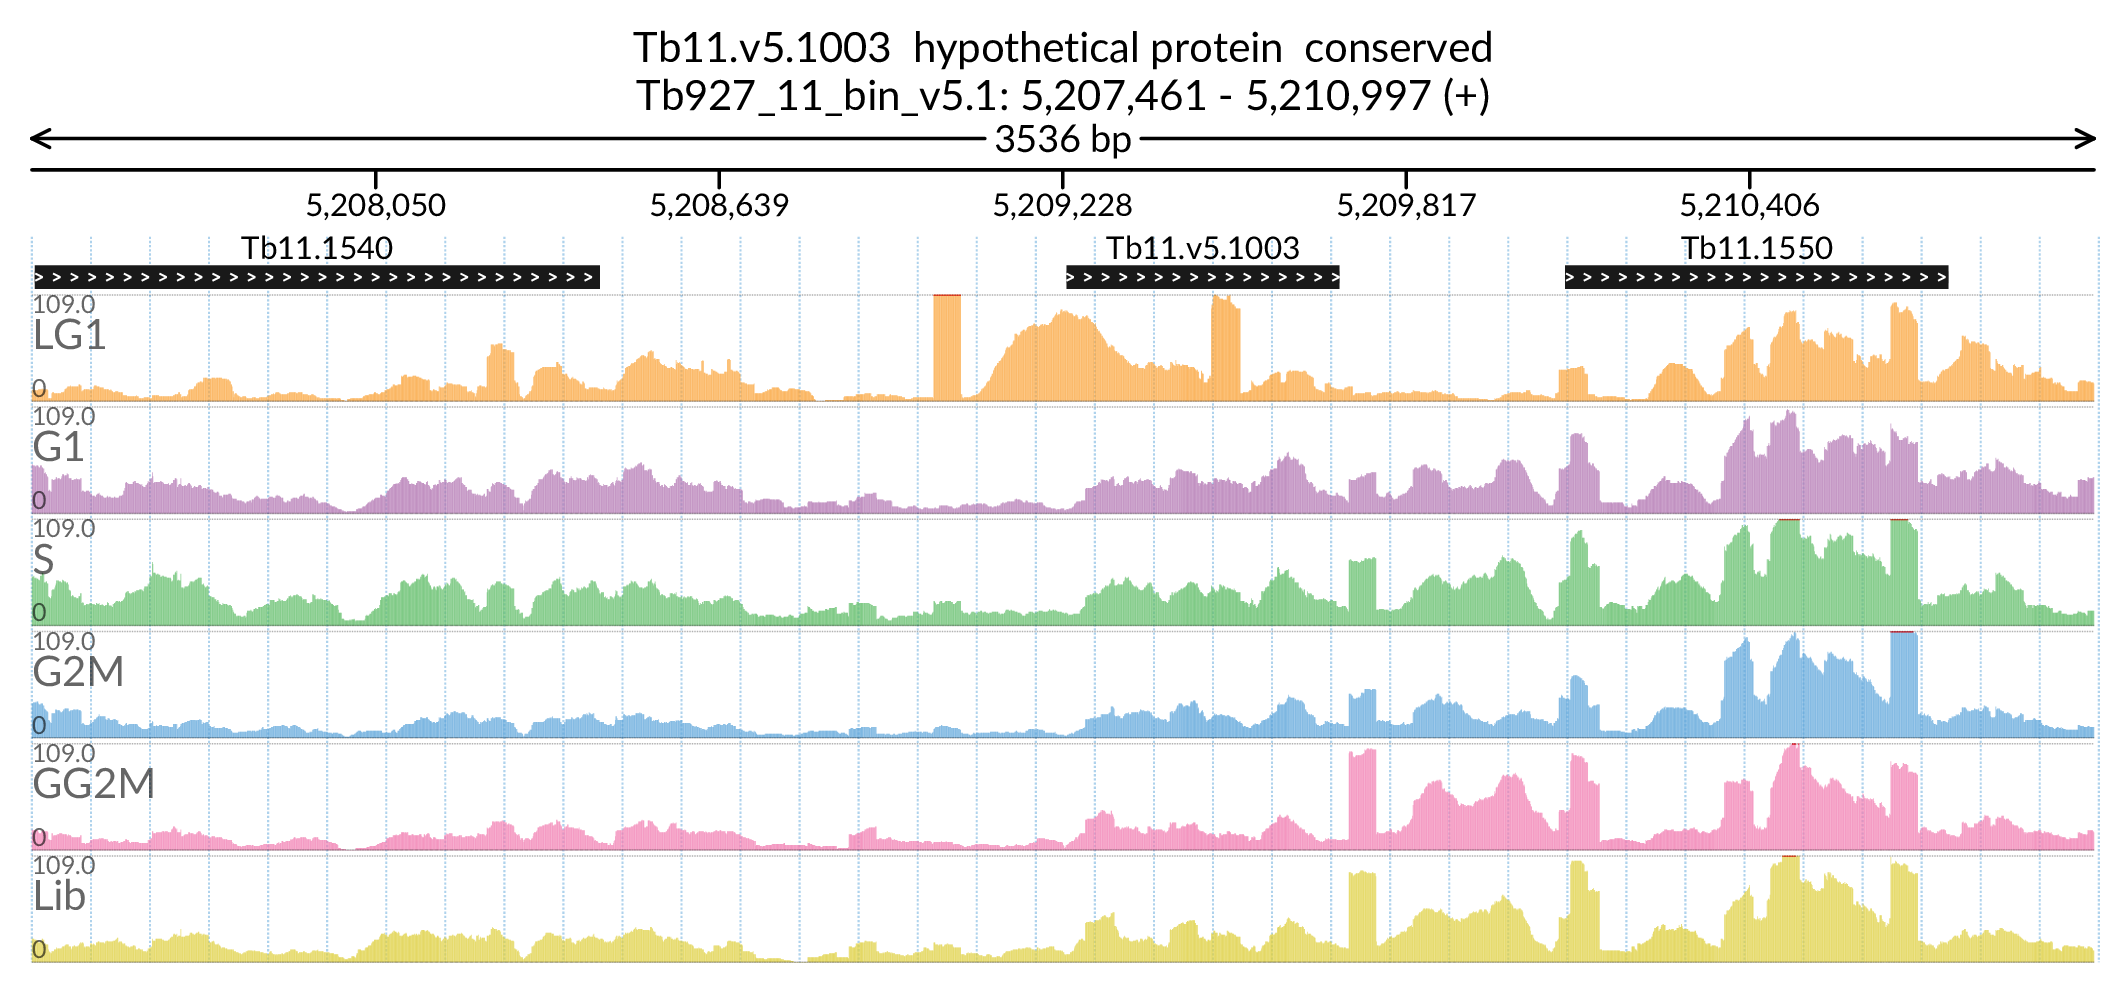 Tb11.v5.1003 hypothetical protein conserved
Tb927_11_bin_v5.1: 5,207,461 - 5,210,997 (+)
3536 bp
5,208,050 5,208,639 5,209,228 5,209,817 5,210,406
Tb11.1540 Tb11.v5.1003 Tb11.1550
109.0
LG1
0
109.0
G1
0
109.0
S
0
109.0
G2M
0
109.0
GG2M
0
109.0
Lib
0